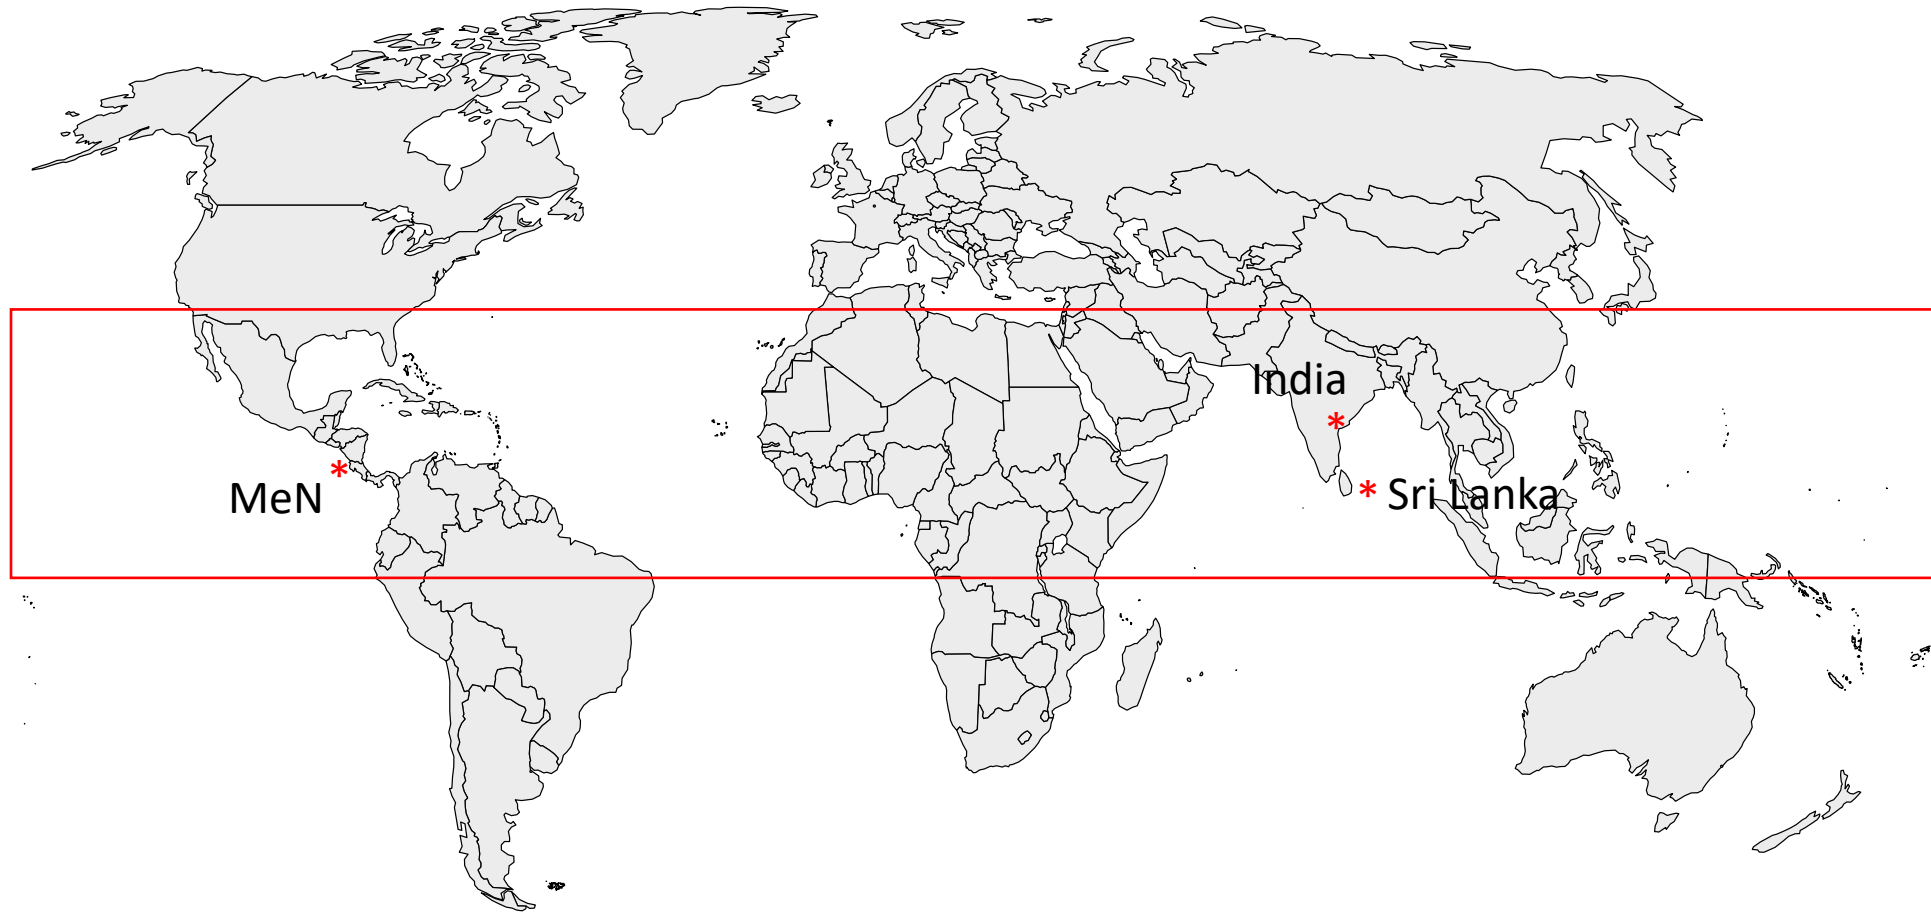 India
*
*
MeN
* Sri Lanka